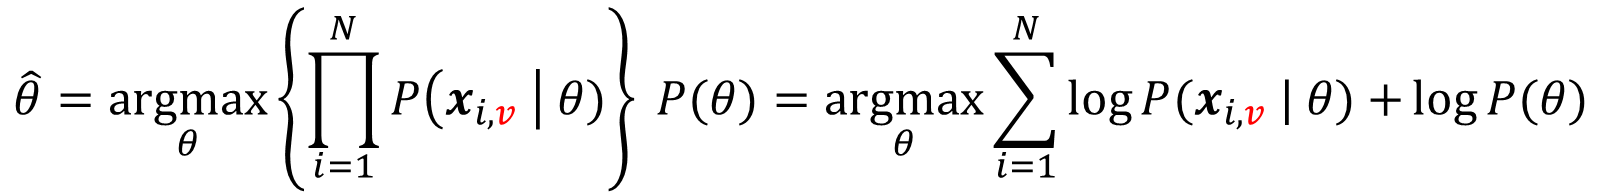 θ̂ = argmax_θ {∏_{i=1}^{N} P(𝒙_{i,𝒗} | θ)} P(θ) = argmax_θ ∑_{i=1}^{N} log P(𝒙_{i,𝒗} | θ) + log P(θ)